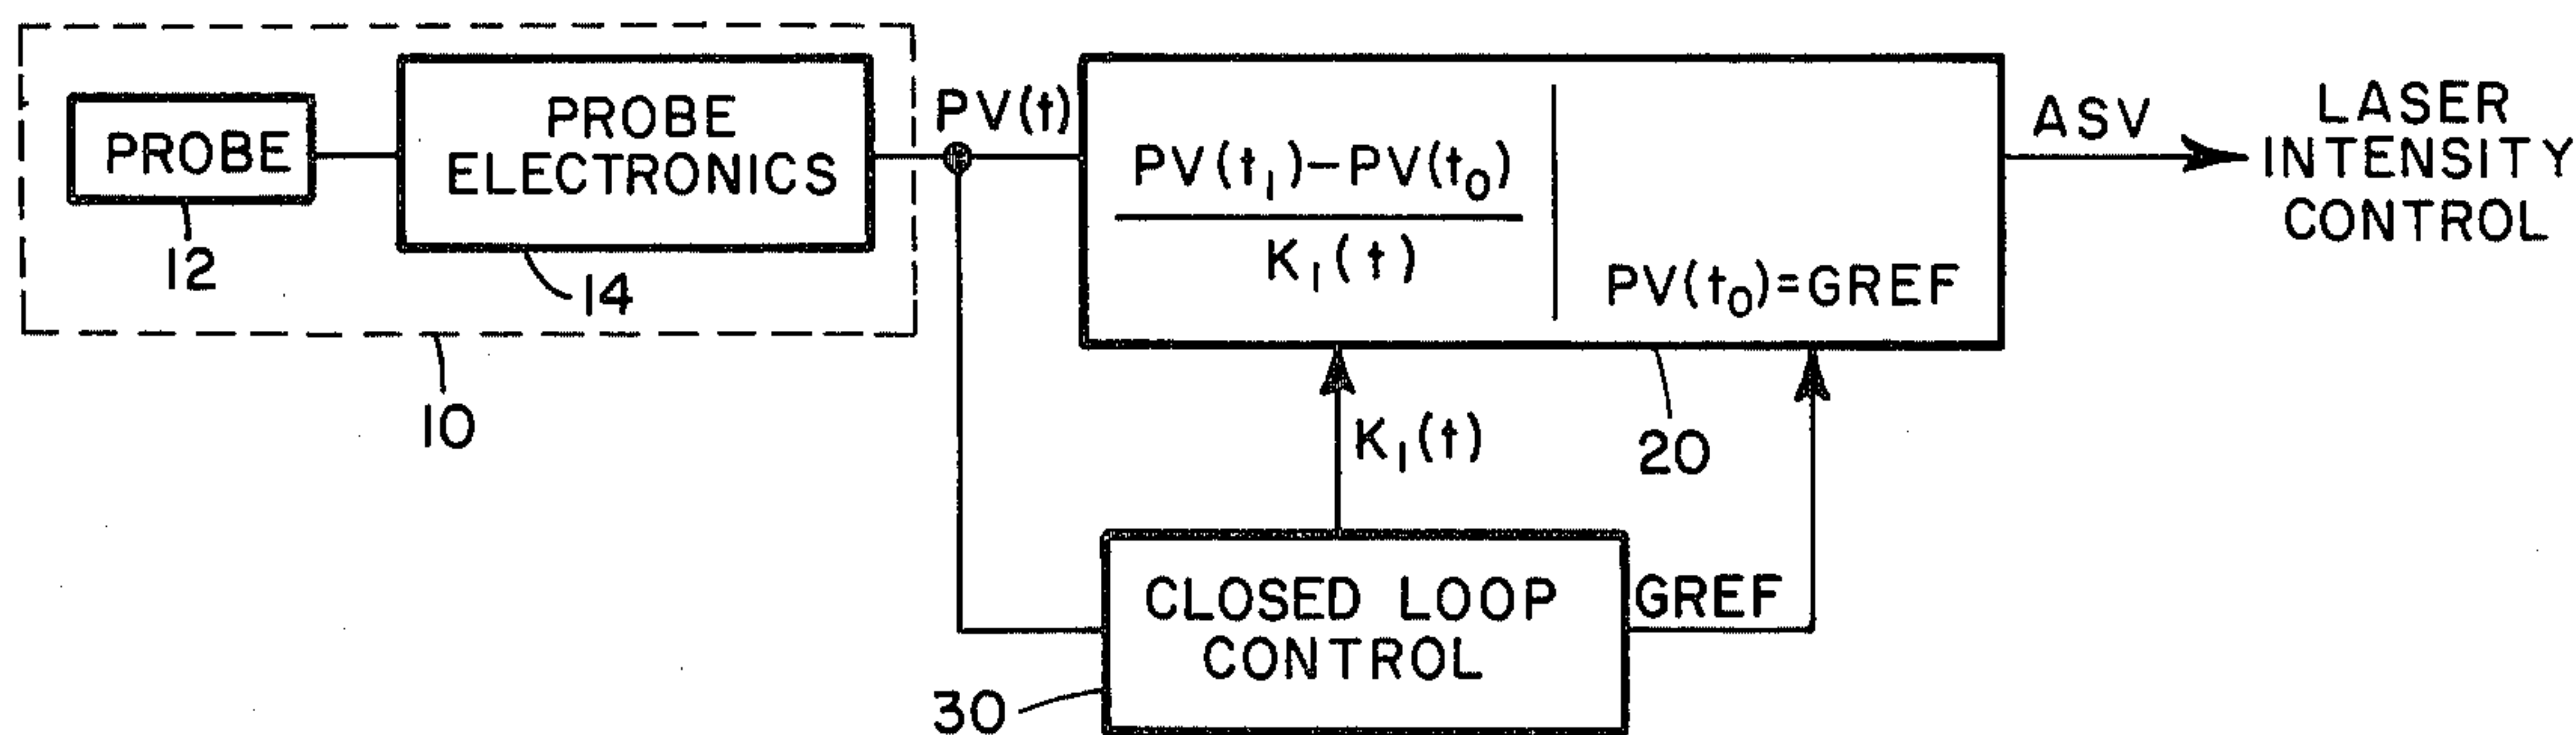 PROBE
12
PROBE
ELECTRONICS
14
10
PV(t)
PV(t₁)-PV(t₀)
K₁(t)
PV(t₀)=GREF
20
ASV
LASER
INTENSITY
CONTROL
K₁(t)
GREF
CLOSED LOOP
CONTROL
30